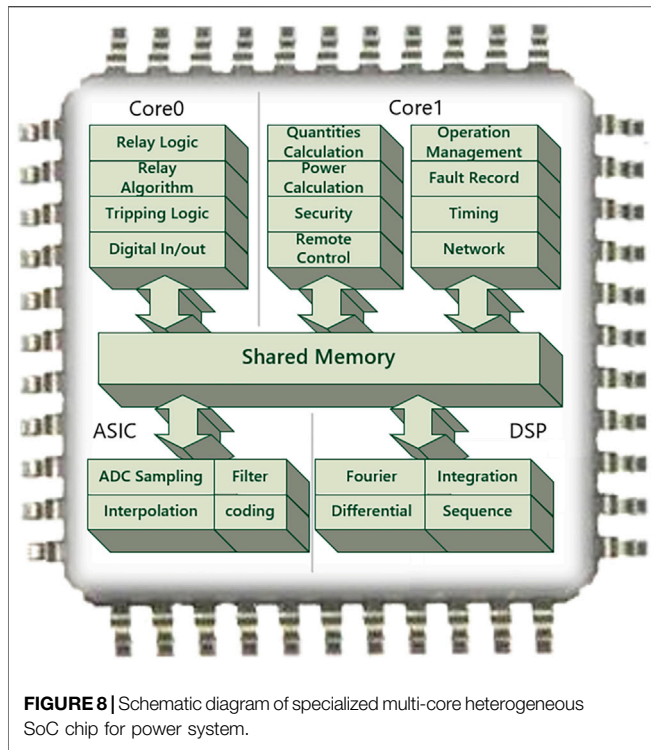 Core0
Core1
Relay Logic
Relay
Algorithm
Tripping Logic
Digital In/out
Quantities
Calculation
Power
Calculation
Security
Remote
Control
Operation
Management
Fault Record
Timing
Network
Shared Memory
ASIC
DSP
ADC Sampling
Filter
Interpolation
coding
Fourier
Integration
Differential
Sequence
FIGURE 8 | Schematic diagram of specialized multi-core heterogeneous
SoC chip for power system.